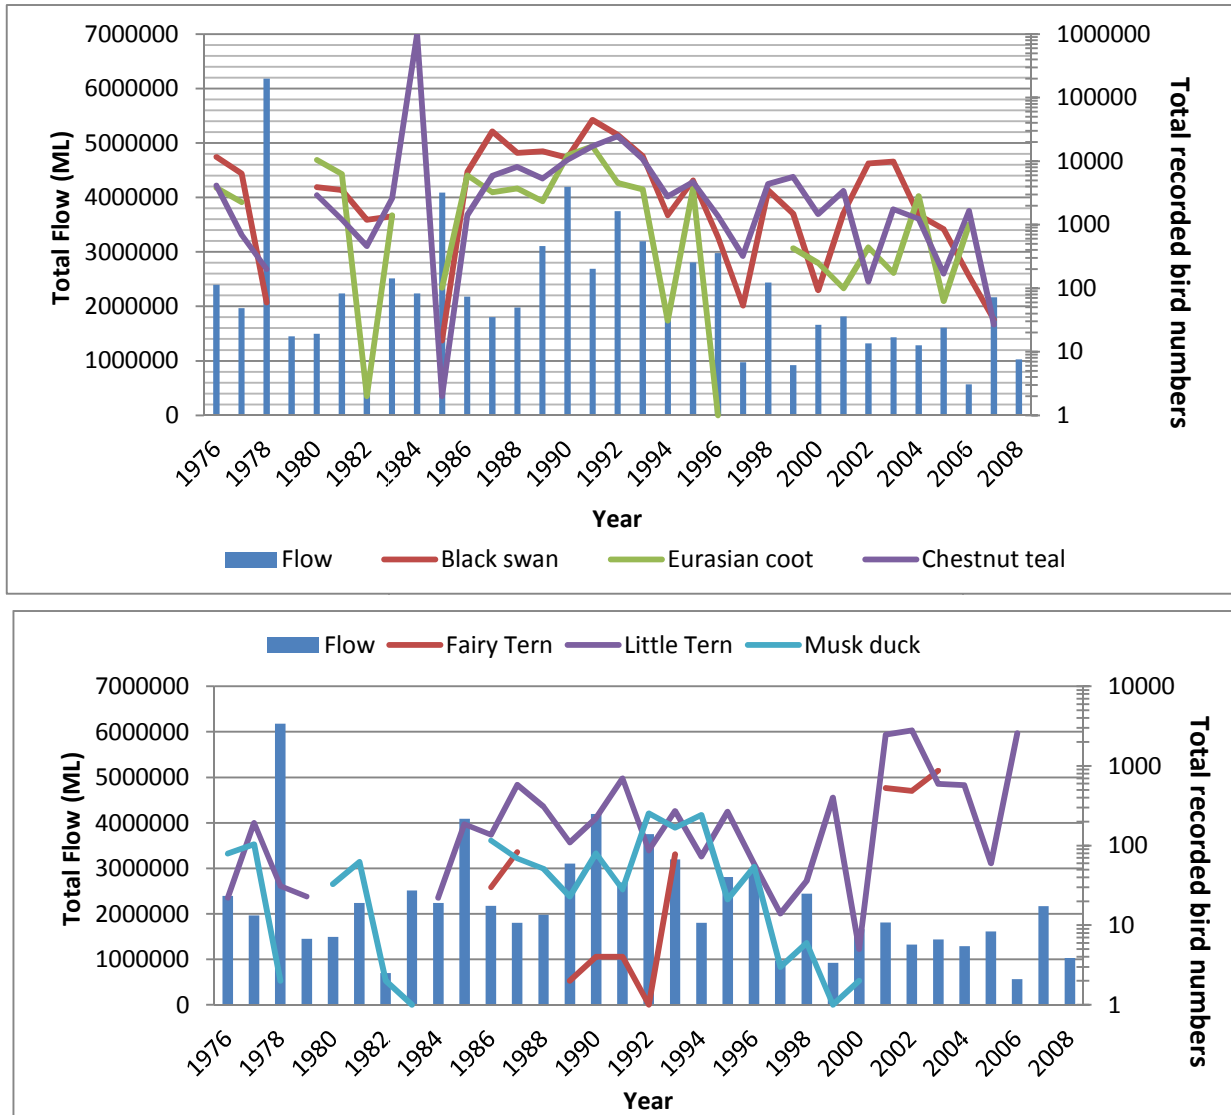 7000000
6000000
5000000
4000000
3000000
2000000
1000000
0
Total Flow (ML)
1000000
100000
10000
1000
100
10
1
Total recorded bird numbers
1976 1978 1980 1982 1984 1986 1988 1990 1992 1994 1996 1998 2000 2002 2004 2006 2008
Year
Flow Black swan Eurasian coot Chestnut teal
Flow Fairy Tern Little Tern Musk duck
7000000
6000000
5000000
4000000
3000000
2000000
1000000
0
Total Flow (ML)
10000
1000
100
10
1
Total recorded bird numbers
1976 1978 1980 1982 1984 1986 1988 1990 1992 1994 1996 1998 2000 2002 2004 2006 2008
Year